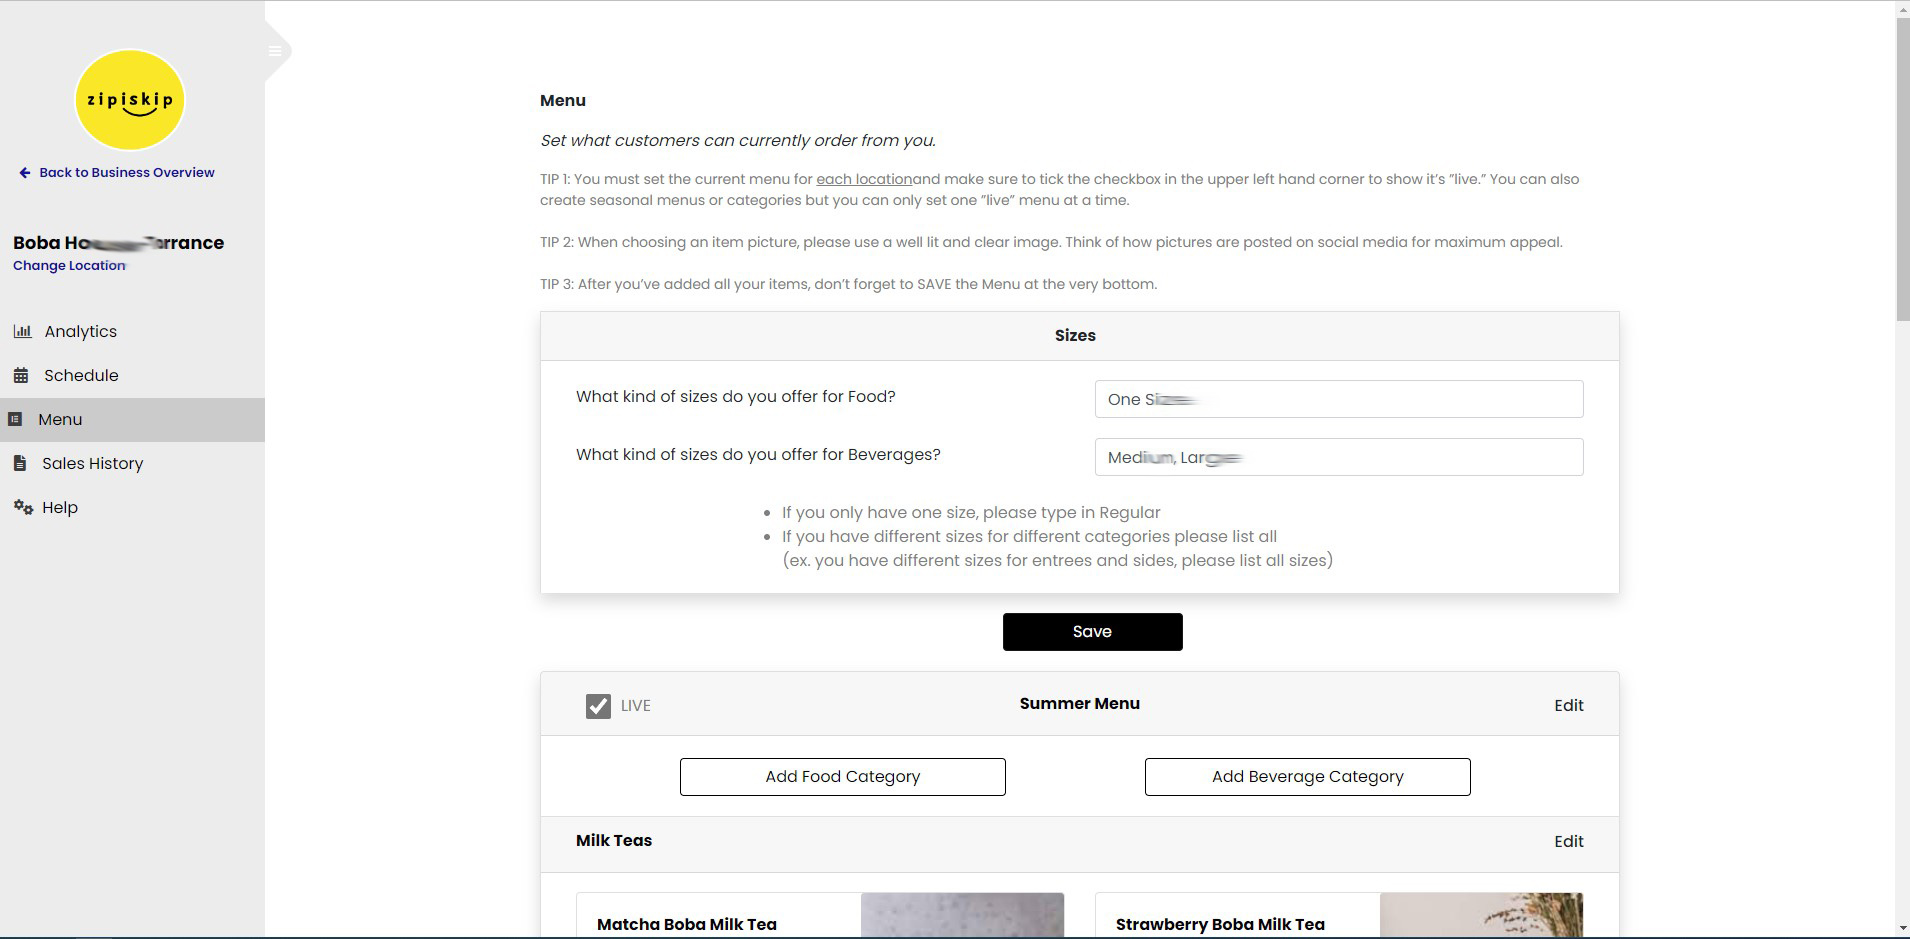 zipiskip
Back to Business Overview
Boba
Change Location
Analytics
Schedule
Menu
Sales History
Help
Menu
Set what customers can currently order from you.
TIP 1: You must set the current menu for each locationand make sure to tick the checkbox in the upper left hand corner to show it’s ”live.” You can also
create seasonal menus or categories but you can only set one ”live” menu at a time.
TIP 2: When choosing an item picture, please use a well lit and clear image. Think of how pictures are posted on social media for maximum appeal.
TIP 3: After you’ve added all your items, don’t forget to SAVE the Menu at the very bottom.
Sizes
What kind of sizes do you offer for Food?
One
What kind of sizes do you offer for Beverages?
If you only have one size, please type in Regular
If you have different sizes for different categories please list all
(ex. you have different sizes for entrees and sides, please list all sizes)
Save
LIVE
Summer Menu
Edit
Add Food Category
Add Beverage Category
Milk Teas
Edit
Matcha Boba Milk Tea
Strawberry Boba Milk Tea